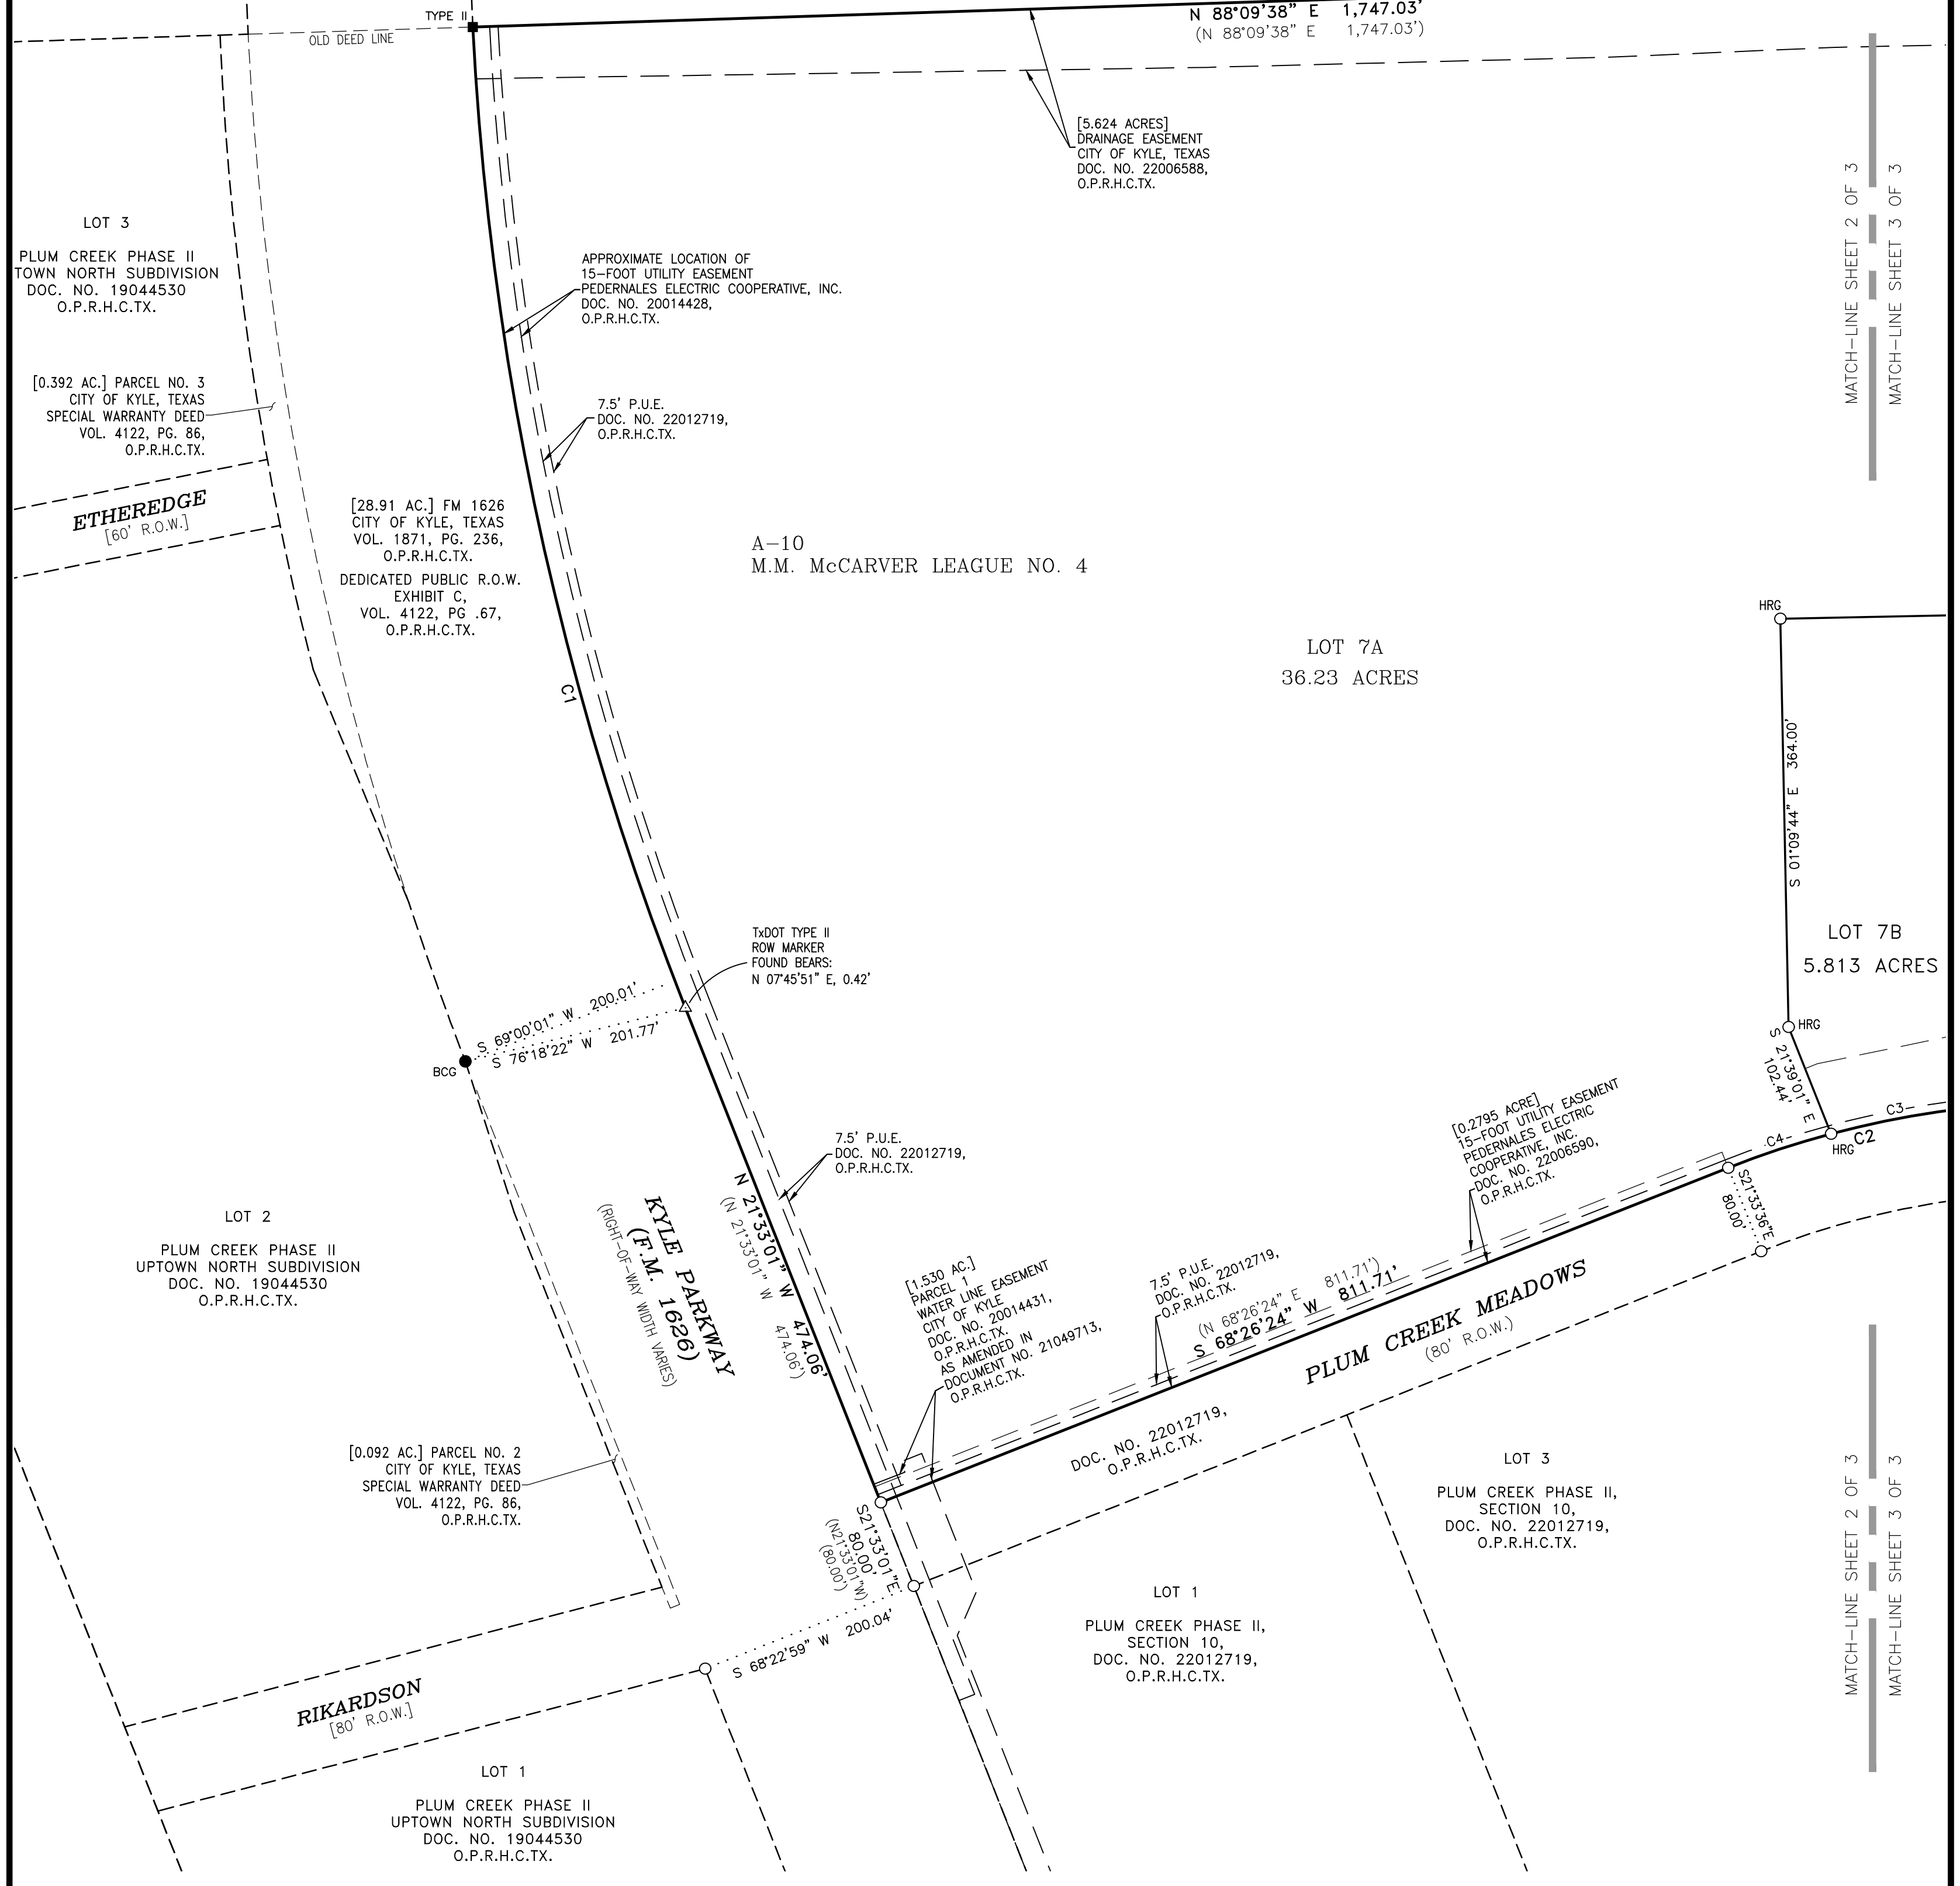 TYPE II
OLD DEED LINE
N 88°09'38" E 1,747.03'
(N 88°09'38" E 1,747.03')
[5.624 ACRES]
DRAINAGE EASEMENT
CITY OF KYLE, TEXAS
DOC. NO. 22006588,
O.P.R.H.C.TX.
MATCH-LINE SHEET 2 OF 3
MATCH-LINE SHEET 3 OF 3
LOT 3
PLUM CREEK PHASE II
TOWN NORTH SUBDIVISION
DOC. NO. 19044530
O.P.R.H.C.TX.
APPROXIMATE LOCATION OF
15-FOOT UTILITY EASEMENT
PEDERNALES ELECTRIC COOPERATIVE, INC.
DOC. NO. 20014428,
O.P.R.H.C.TX.
[0.392 AC.] PARCEL NO. 3
CITY OF KYLE, TEXAS
SPECIAL WARRANTY DEED
VOL. 4122, PG. 86,
O.P.R.H.C.TX.
7.5' P.U.E.
DOC. NO. 22012719,
O.P.R.H.C.TX.
ETHEREDGE
[60' R.O.W.]
[28.91 AC.] FM 1626
CITY OF KYLE, TEXAS
VOL. 1871, PG. 236,
O.P.R.H.C.TX.
DEDICATED PUBLIC R.O.W.
EXHIBIT C,
VOL. 4122, PG .67,
O.P.R.H.C.TX.
A-10
M.M. McCARVER LEAGUE NO. 4
LOT 7A
36.23 ACRES
C1
HRG
S 01°09'44" E 364.00'
LOT 7B
5.813 ACRES
TxDOT TYPE II
ROW MARKER
FOUND BEARS:
N 07°45'51" E, 0.42'
S 69°00'01" W 200.01'
S 76°18'22" W 201.77'
BCG
HRG
S 21°39'01" E
102.44'
C3
C4
C2
HRG
S21°33'36"E
80.00'
[0.2795 ACRE]
15-FOOT UTILITY EASEMENT
PEDERNALES ELECTRIC
COOPERATIVE, INC.
DOC. NO. 22006590,
O.P.R.H.C.TX.
7.5' P.U.E.
DOC. NO. 22012719,
O.P.R.H.C.TX.
N 21°33'01" W 474.06'
(N 21°33'01" W 474.06')
KYLE PARKWAY
(F.M. 1626)
(RIGHT-OF-WAY WIDTH VARIES)
LOT 2
PLUM CREEK PHASE II
UPTOWN NORTH SUBDIVISION
DOC. NO. 19044530
O.P.R.H.C.TX.
[1.530 AC.]
PARCEL 1
WATER LINE EASEMENT
CITY OF KYLE
DOC. NO. 20014431,
O.P.R.H.C.TX.
AS AMENDED IN
DOCUMENT NO. 21049713,
O.P.R.H.C.TX.
7.5' P.U.E.
DOC. NO. 22012719,
O.P.R.H.C.TX.
(N 68°26'24" E 811.71')
S 68°26'24" W 811.71'
PLUM CREEK MEADOWS
(80' R.O.W.)
DOC. NO. 22012719,
O.P.R.H.C.TX.
[0.092 AC.] PARCEL NO. 2
CITY OF KYLE, TEXAS
SPECIAL WARRANTY DEED
VOL. 4122, PG. 86,
O.P.R.H.C.TX.
S21°33'01"E
80.00'
(N21°33'01"W)
(80.00')
S 68°22'59" W 200.04'
LOT 3
PLUM CREEK PHASE II,
SECTION 10,
DOC. NO. 22012719,
O.P.R.H.C.TX.
LOT 1
PLUM CREEK PHASE II,
SECTION 10,
DOC. NO. 22012719,
O.P.R.H.C.TX.
MATCH-LINE SHEET 2 OF 3
MATCH-LINE SHEET 3 OF 3
RIKARDSON
[80' R.O.W.]
LOT 1
PLUM CREEK PHASE II
UPTOWN NORTH SUBDIVISION
DOC. NO. 19044530
O.P.R.H.C.TX.